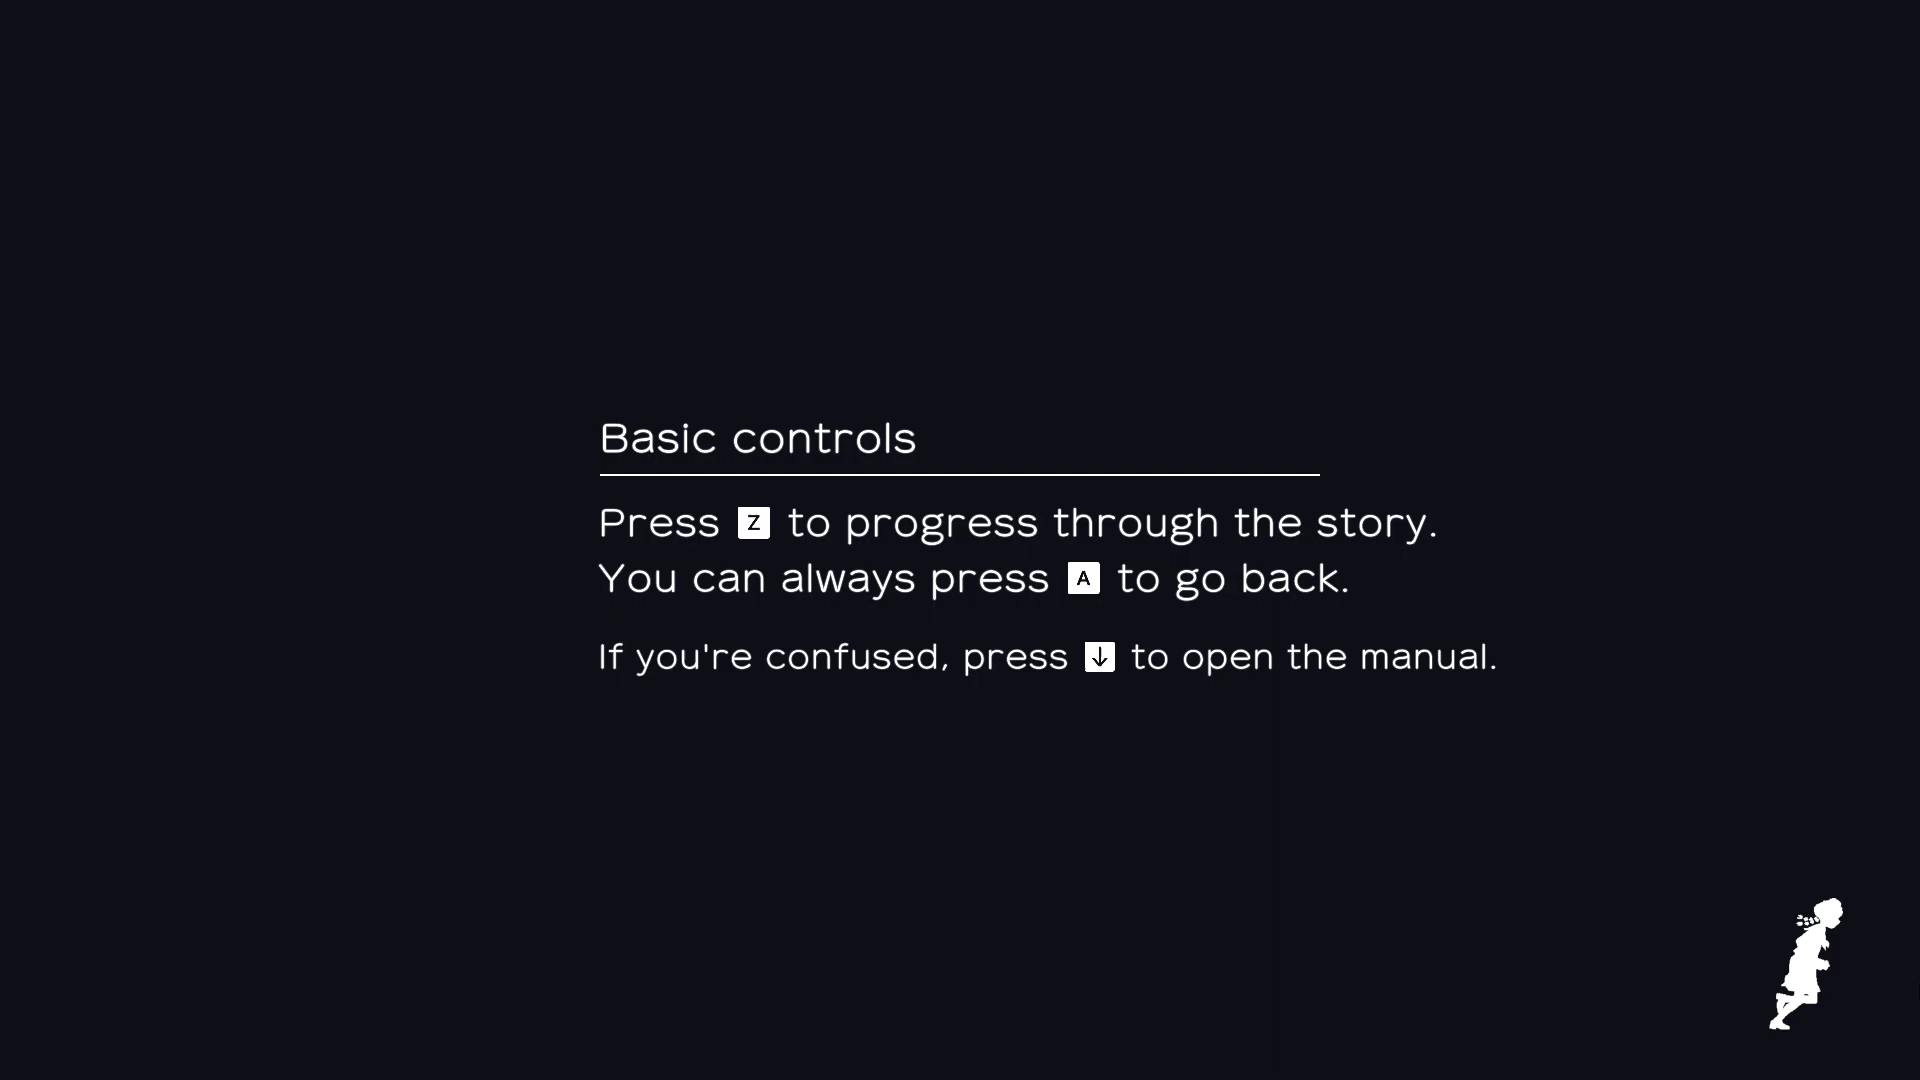 Basic controls
Press Z to progress through the story.
You can always press A to go back.
If you're confused, press ↓ to open the manual.